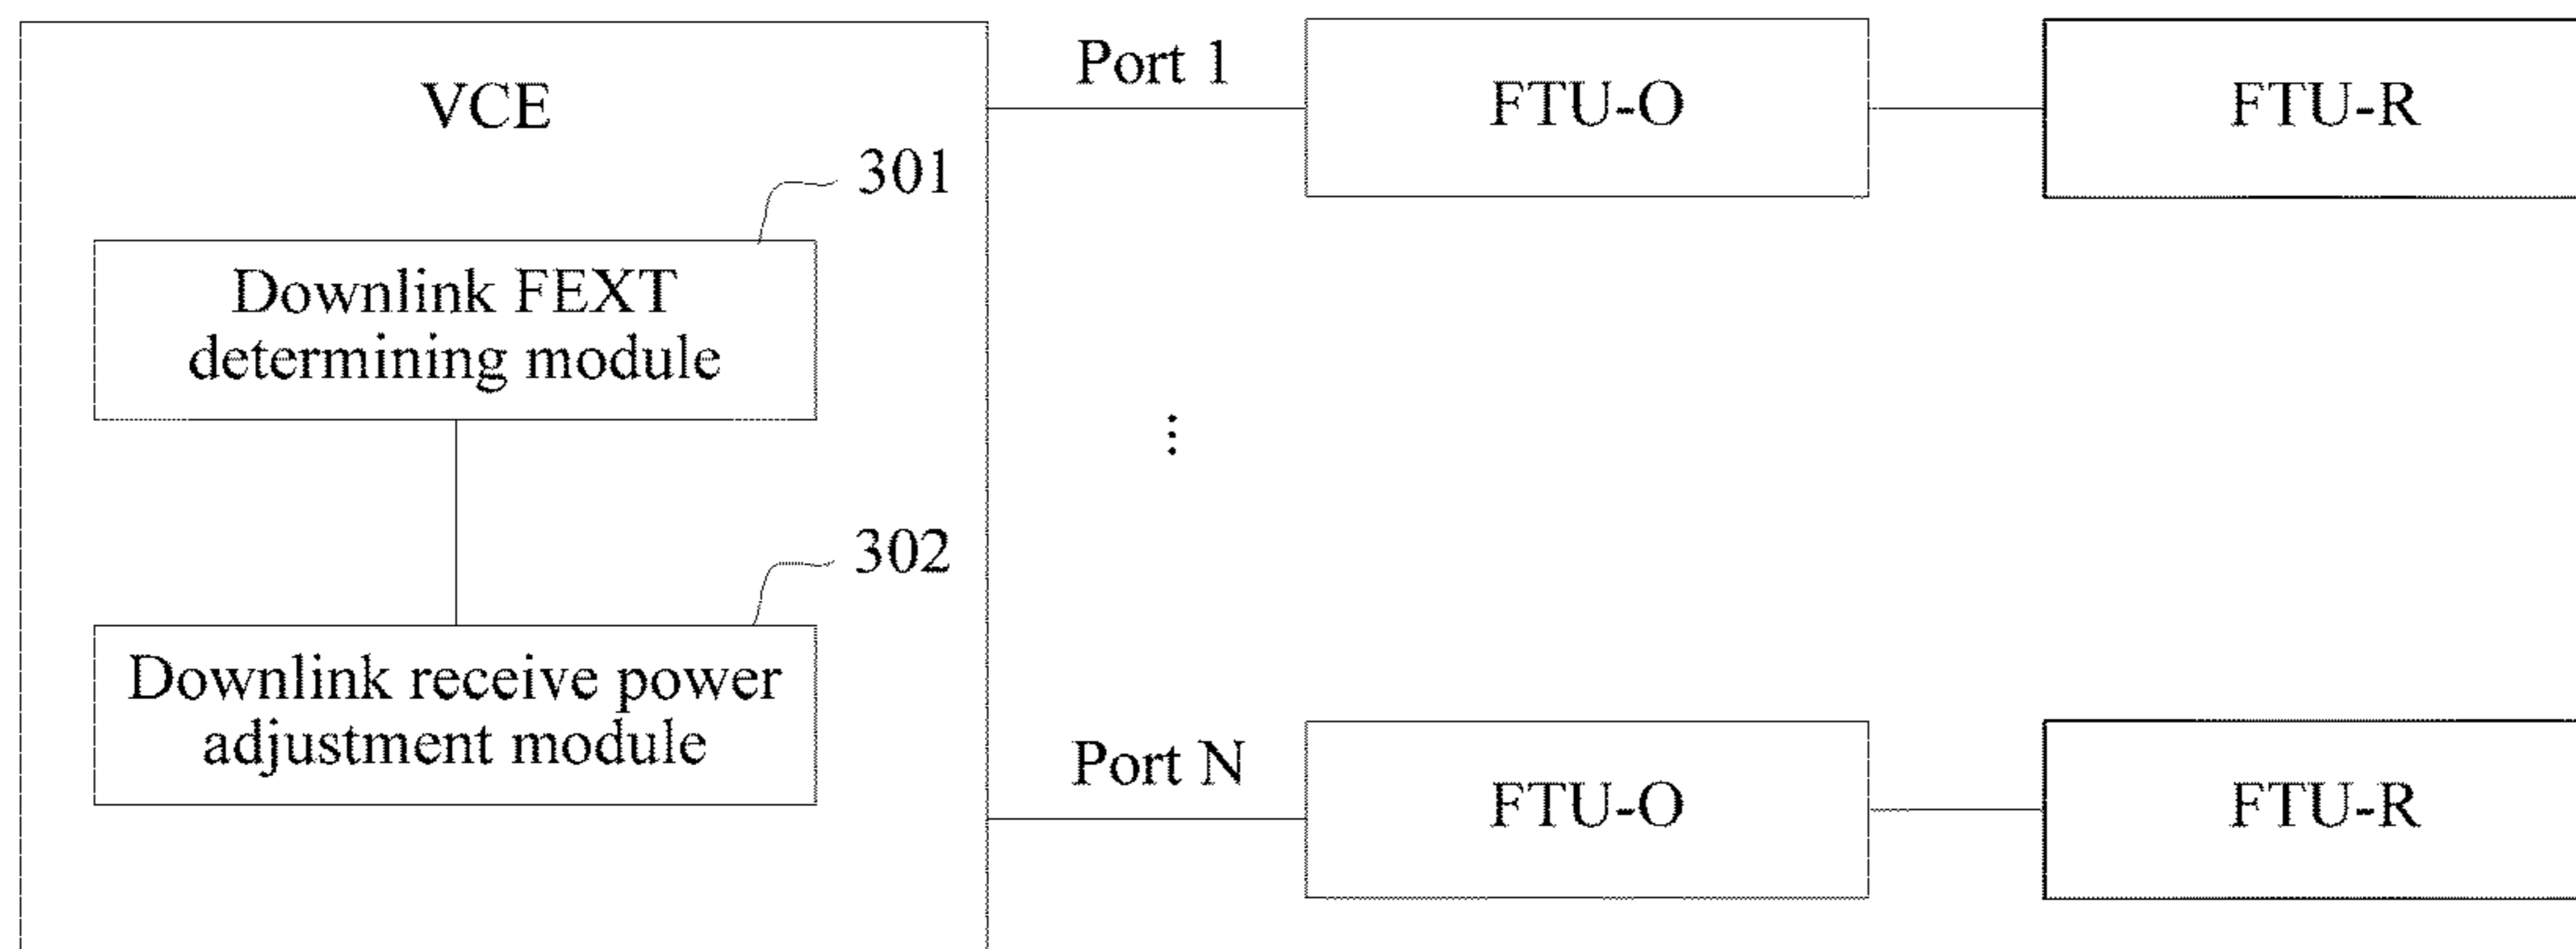 VCE
301
Downlink FEXT
determining module
302
Downlink receive power
adjustment module
Port 1
FTU-O
FTU-R
⋮
Port N
FTU-O
FTU-R